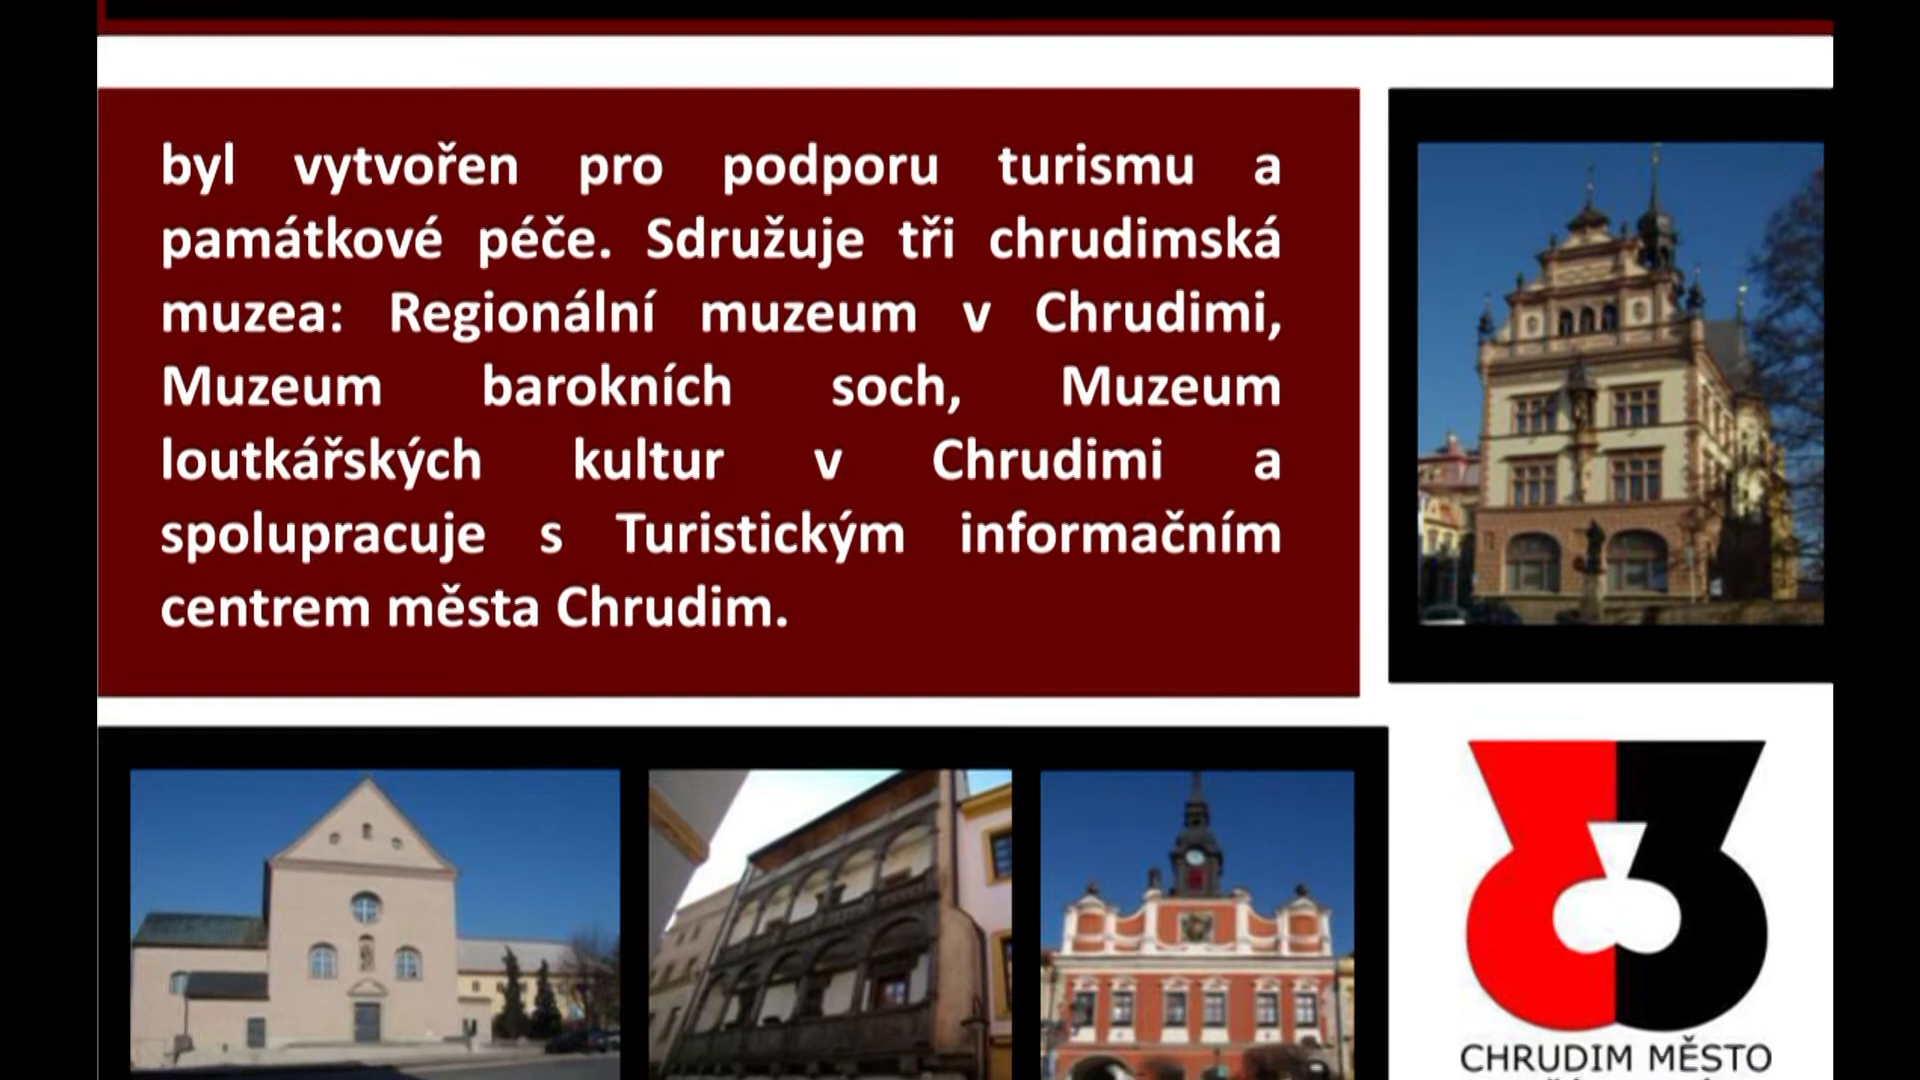 byl vytvořen pro podporu turismu a
památkové péče. Sdružuje tři chrudimská
muzea: Regionální muzeum v Chrudimi,
Muzeum barokních soch, Muzeum
loutkářských kultur v Chrudimi a
spolupracuje s Turistickým informačním
centrem města Chrudim.
CHRUDIM MĚSTO